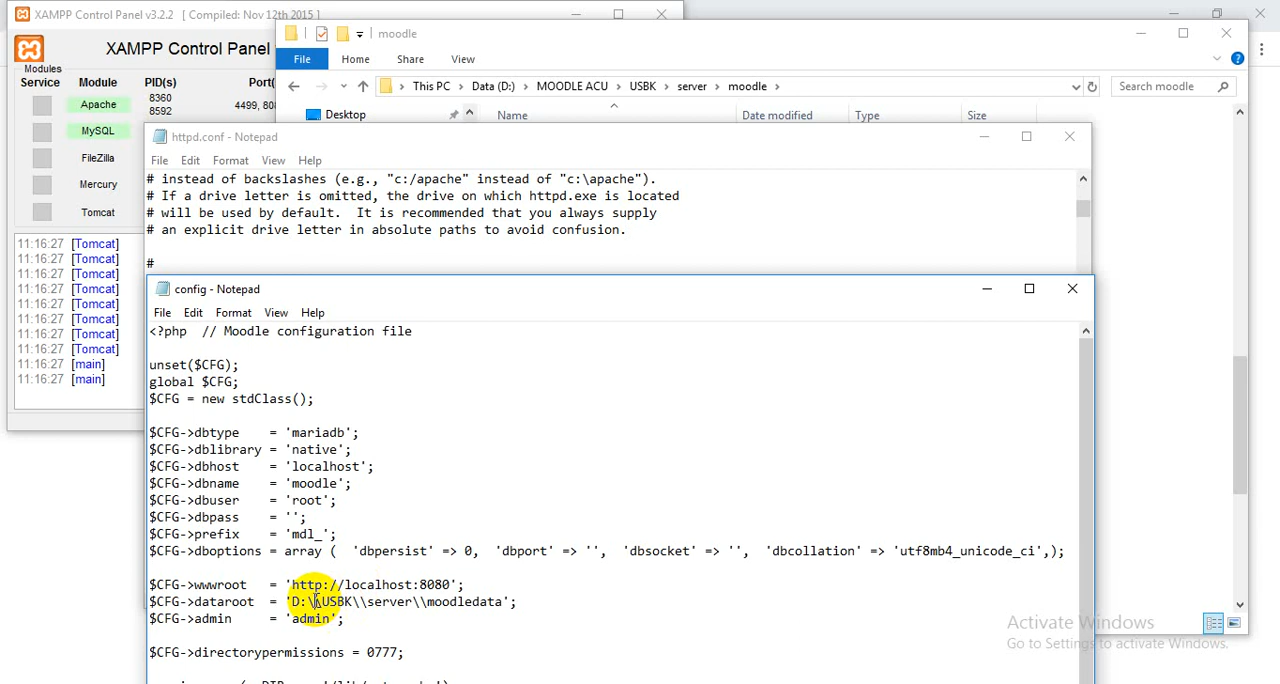 XAMPP Control Panel v3.2.2 [ Compiled: Nov 12th 2015 ]
moodle
XAMPP Control Panel
File Home Share View
Modules
Service Module PID(s) Port(
This PC > Data (D:) > MOODLE ACU > USBK > server > moodle >
Search moodle
Apache 8360 8592 4499, 808
Desktop
Name Date modified Type Size
MySQL
httpd.conf - Notepad
FileZilla
File Edit Format View Help
Mercury
Tomcat
# instead of backslashes (e.g., "c:/apache" instead of "c:\apache").
# If a drive letter is omitted, the drive on which httpd.exe is located
# will be used by default. It is recommended that you always supply
# an explicit drive letter in absolute paths to avoid confusion.
#
11:16:27 [Tomcat]
11:16:27 [Tomcat]
11:16:27 [Tomcat]
11:16:27 [Tomcat]
11:16:27 [Tomcat]
11:16:27 [Tomcat]
11:16:27 [Tomcat]
11:16:27 [Tomcat]
11:16:27 [main]
11:16:27 [main]
config - Notepad
File Edit Format View Help
<?php // Moodle configuration file
unset($CFG);
global $CFG;
$CFG = new stdClass();
$CFG->dbtype = 'mariadb';
$CFG->dblibrary = 'native';
$CFG->dbhost = 'localhost';
$CFG->dbname = 'moodle';
$CFG->dbuser = 'root';
$CFG->dbpass = '';
$CFG->prefix = 'mdl_';
$CFG->dboptions = array ( 'dbpersist' => 0, 'dbport' => '', 'dbsocket' => '', 'dbcollation' => 'utf8mb4_unicode_ci',);
$CFG->wwwroot = 'http://localhost:8080';
$CFG->dataroot = 'D:\\USBK\\server\\moodledata';
$CFG->admin = 'admin';
$CFG->directorypermissions = 0777;
Activate Windows
Go to Settings to activate Windows.